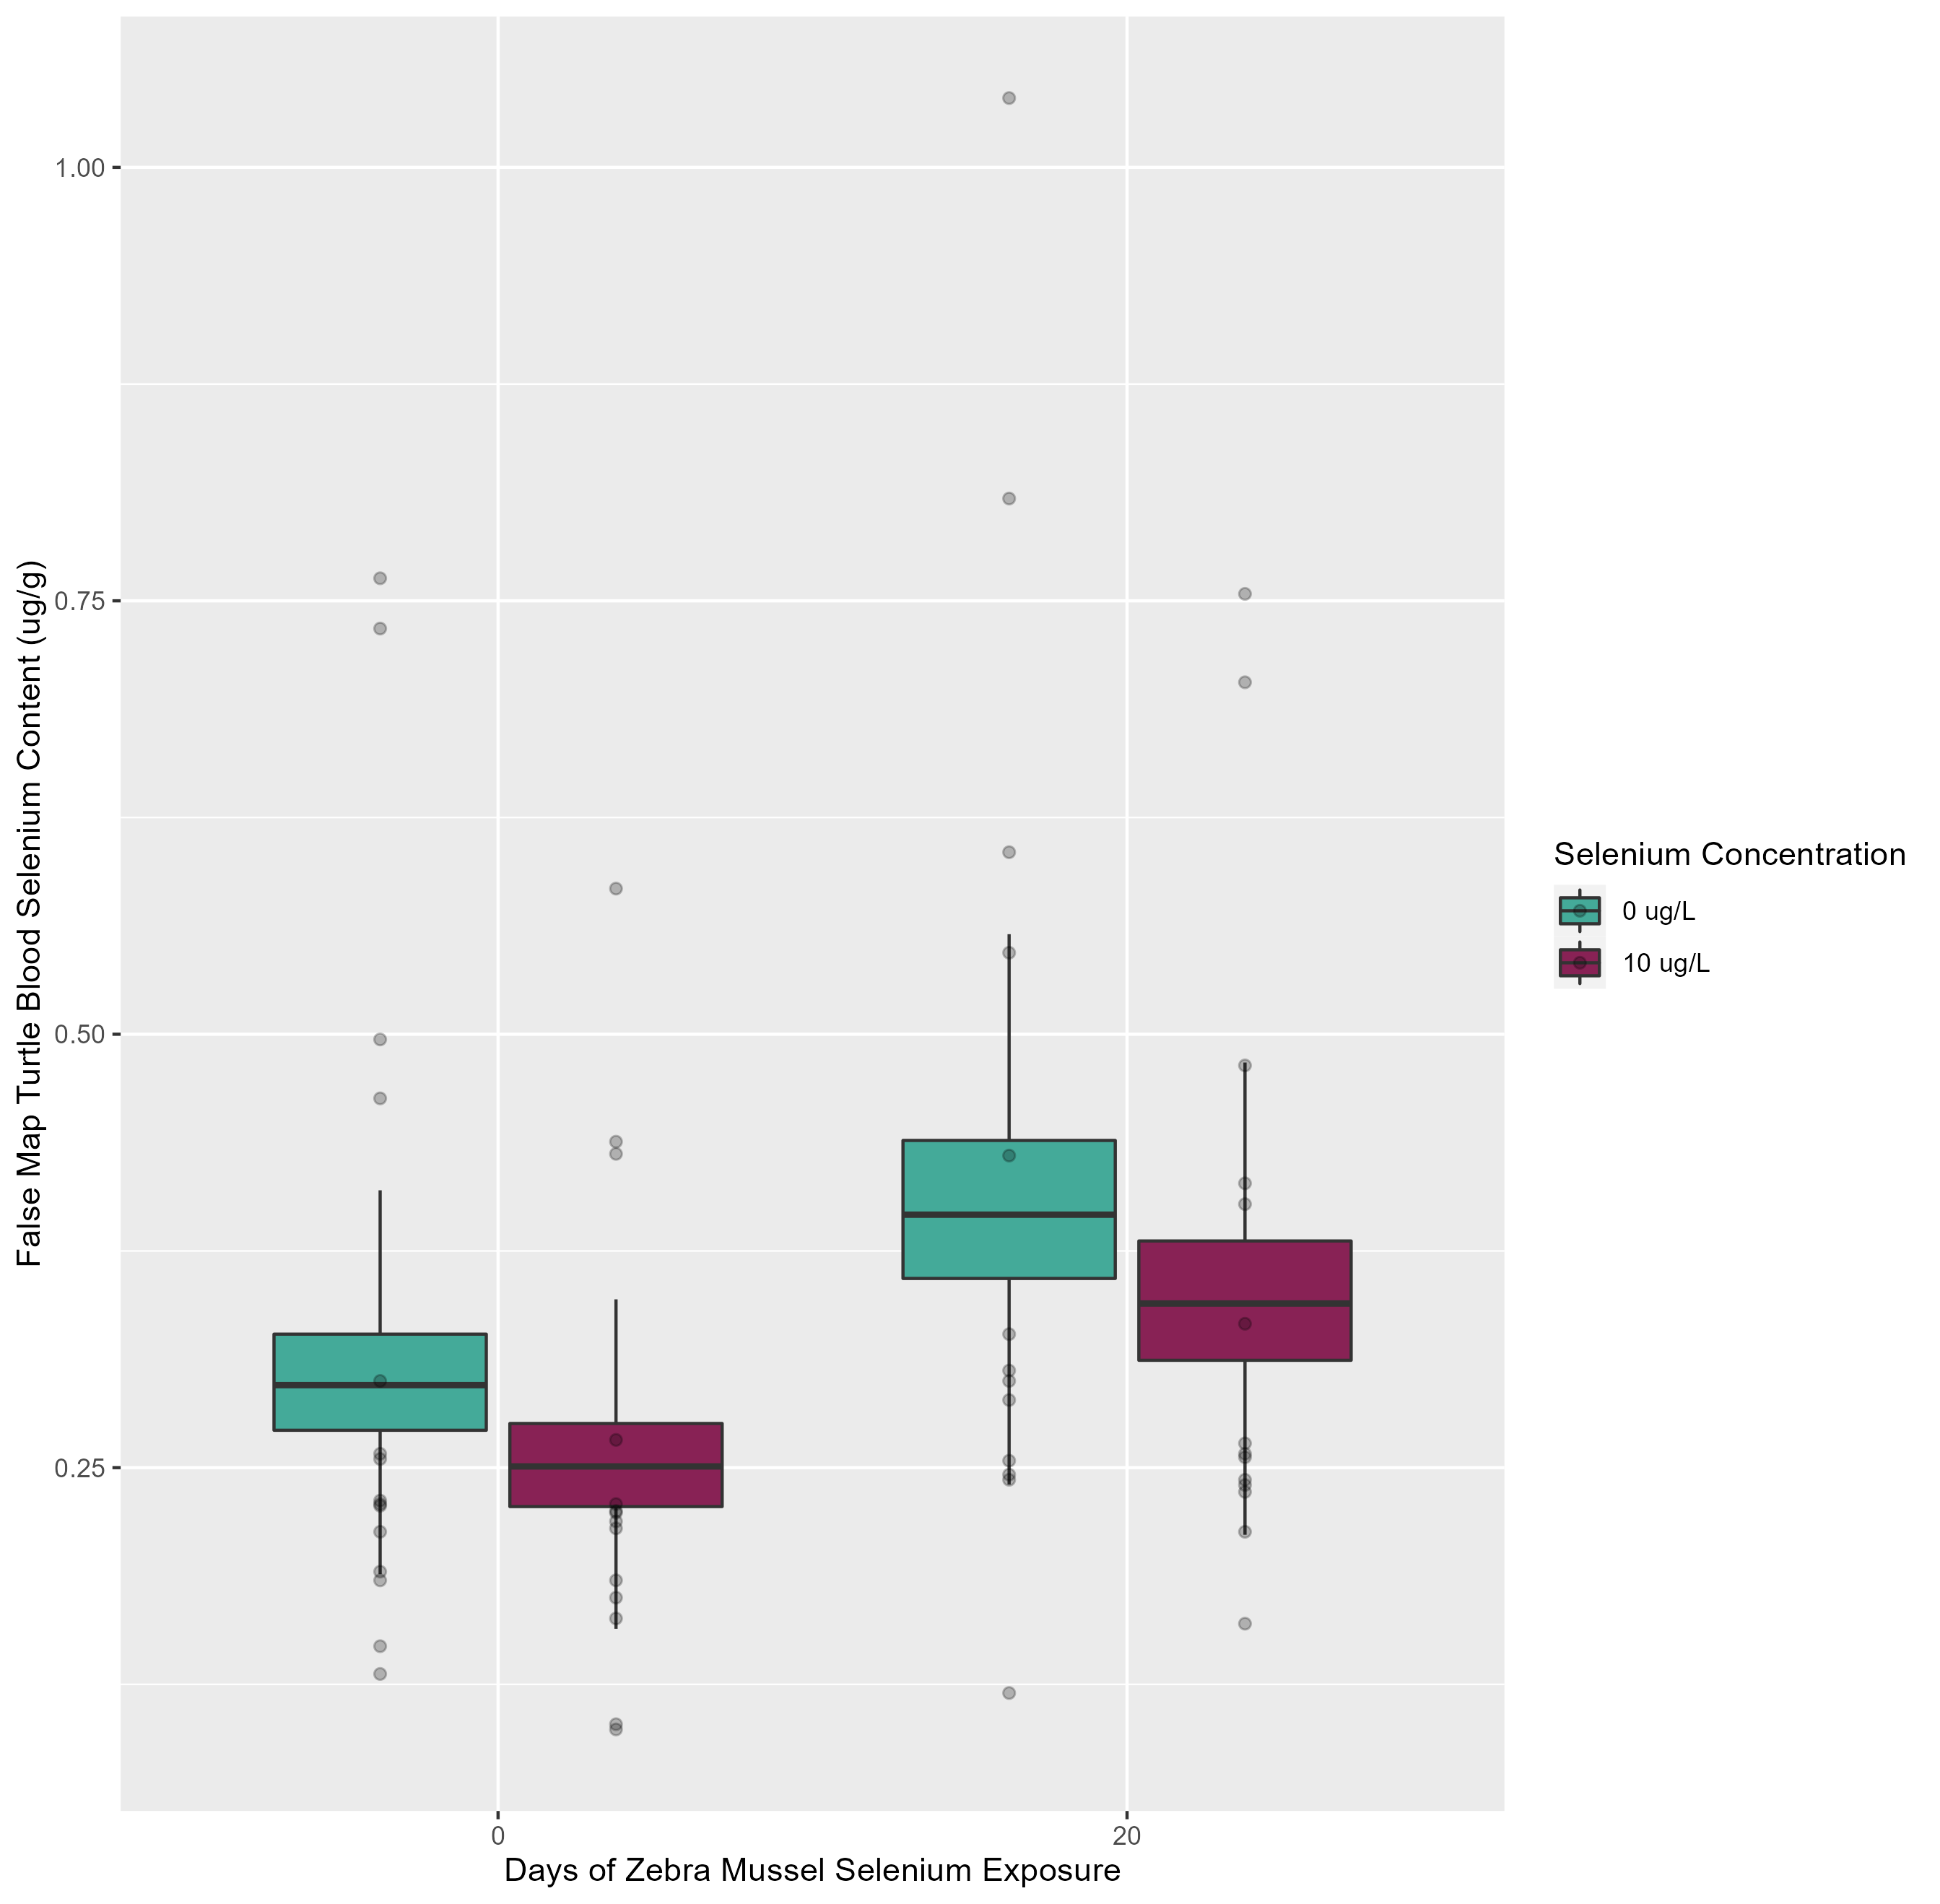 False Map Turtle Blood Selenium Content (ug/g)
1.00
0.75
0.50
0.25
0
20
Days of Zebra Mussel Selenium Exposure
Selenium Concentration
0 ug/L
10 ug/L